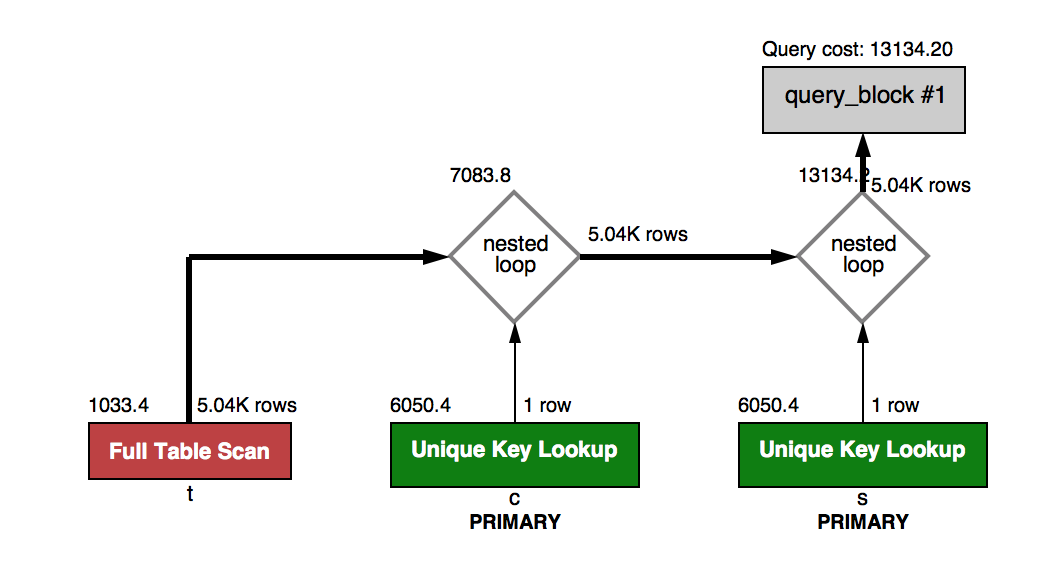 Query cost: 13134.20
query_block #1
7083.8
13134.2
5.04K rows
nested
loop
5.04K rows
nested
loop
1033.4
5.04K rows
6050.4
1 row
6050.4
1 row
Full Table Scan
Unique Key Lookup
Unique Key Lookup
t
c
s
PRIMARY
PRIMARY